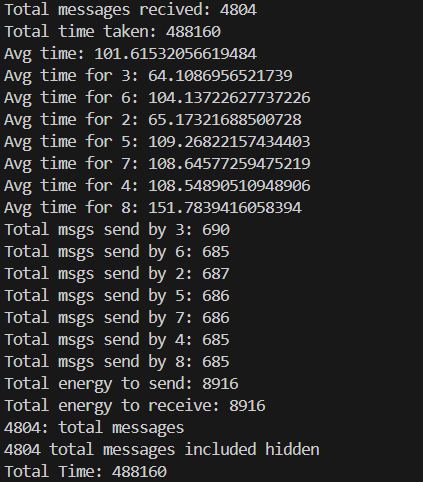 Total messages recived: 4804
Total time taken: 488160
Avg time: 101.61532056619484
Avg time for 3: 64.1086956521739
Avg time for 6: 104.13722627737226
Avg time for 2: 65.17321688500728
Avg time for 5: 109.26822157434403
Avg time for 7: 108.64577259475219
Avg time for 4: 108.54890510948906
Avg time for 8: 151.7839416058394
Total msgs send by 3: 690
Total msgs send by 6: 685
Total msgs send by 2: 687
Total msgs send by 5: 686
Total msgs send by 7: 686
Total msgs send by 4: 685
Total msgs send by 8: 685
Total energy to send: 8916
Total energy to receive: 8916
4804: total messages
4804 total messages included hidden
Total Time: 488160